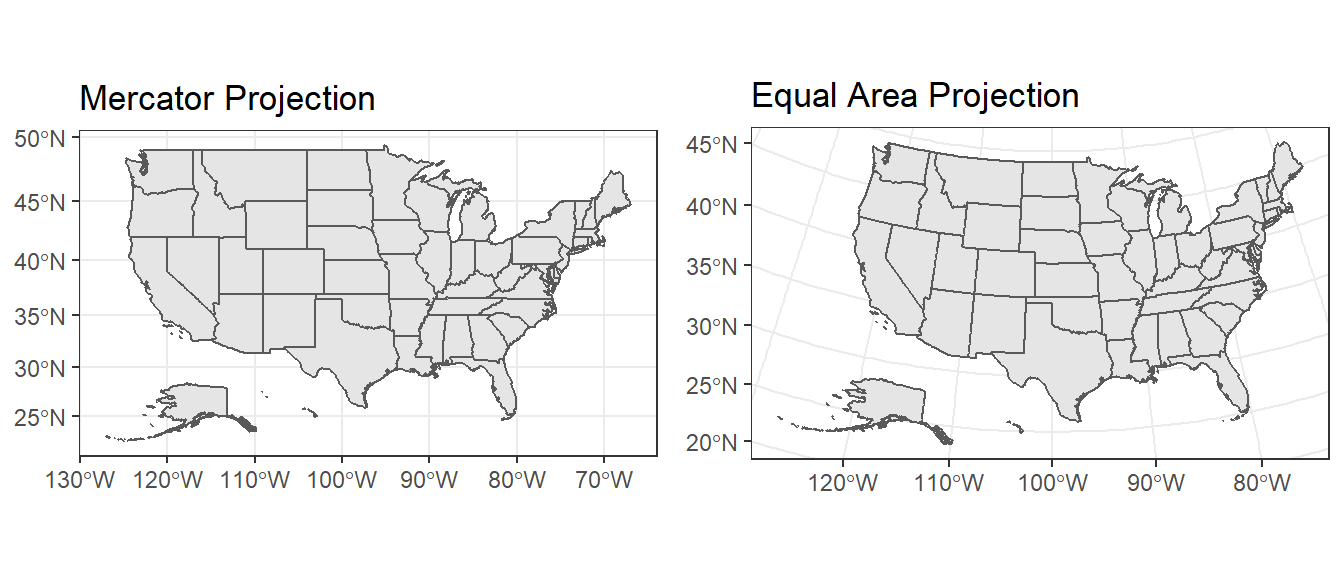 Mercator Projection
50°N
45°N
40°N
35°N
30°N
25°N
130°W 120°W 110°W 100°W 90°W 80°W 70°W
Equal Area Projection
45°N
40°N
35°N
30°N
25°N
20°N
120°W 110°W 100°W 90°W 80°W